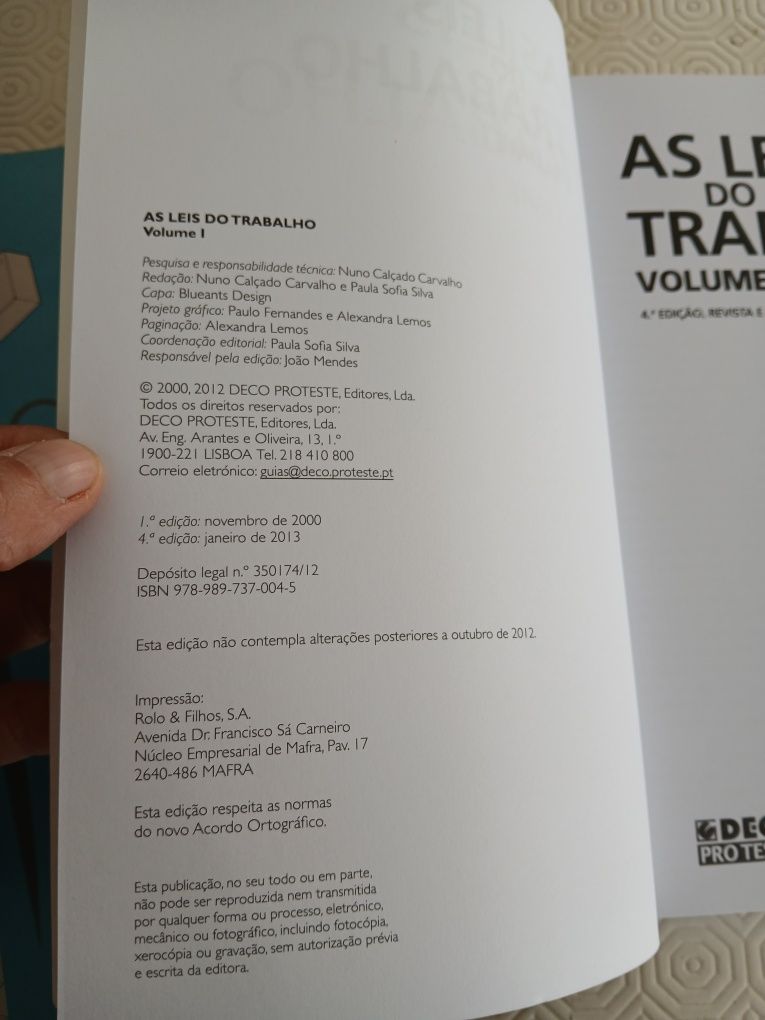 AS LEIS DO TRABALHO
Volume I
Pesquisa e responsabilidade técnica: Nuno Calçado Carvalho
Redação: Nuno Calçado Carvalho e Paula Sofia Silva
Capa: Blueants Design
Projeto gráfico: Paulo Fernandes e Alexandra Lemos
Paginação: Alexandra Lemos
Coordenação editorial: Paula Sofia Silva
Responsável pela edição: João Mendes
© 2000, 2012 DECO PROTESTE, Editores, Lda.
Todos os direitos reservados por:
DECO PROTESTE, Editores, Lda.
Av. Eng. Arantes e Oliveira, 13, 1.º
1900-221 LISBOA Tel. 218 410 800
Correio eletrónico: guias@deco.proteste.pt
1.ª edição: novembro de 2000
4.ª edição: janeiro de 2013
Depósito legal n.º 350174/12
ISBN 978-989-737-004-5
Esta edição não contempla alterações posteriores a outubro de 2012.
Impressão:
Rolo & Filhos, S.A.
Avenida Dr. Francisco Sá Carneiro
Núcleo Empresarial de Mafra, Pav. 17
2640-486 MAFRA
Esta edição respeita as normas
do novo Acordo Ortográfico.
Esta publicação, no seu todo ou em parte,
não pode ser reproduzida nem transmitida
por qualquer forma ou processo, eletrónico,
mecânico ou fotográfico, incluindo fotocópia,
xerocópia ou gravação, sem autorização prévia
e escrita da editora.
AS LE
DO
TRA
VOLUME
4.ª EDIÇÃO, REVISTA E
DECO
PROTE